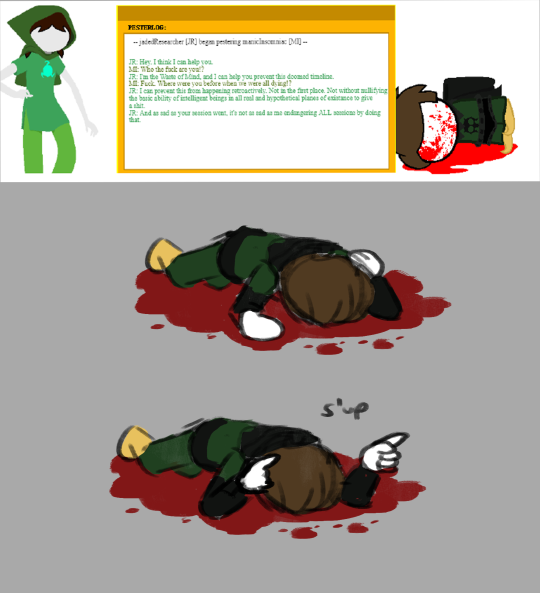 PESTERLOG:
-- jadedResearcher [JR] began pestering manicInsomniac [MI] --
JR: Hey, I think I can help you.
MI: Who the fuck are you!?
JR: I'm the Waste of Mind, and I can help you prevent this doomed timeline.
MI: Fuck, Where were you before when we were all dying!?
JR: I can prevent this from happening retroactively. Not in the first place. Not without nullifying
the basic ability of intelligent beings in all real and hypothetical planes of existance to give
a shit.
JR: And as sad as your session went, it's not as sad as me endangering ALL sessions by doing
that.
s'up